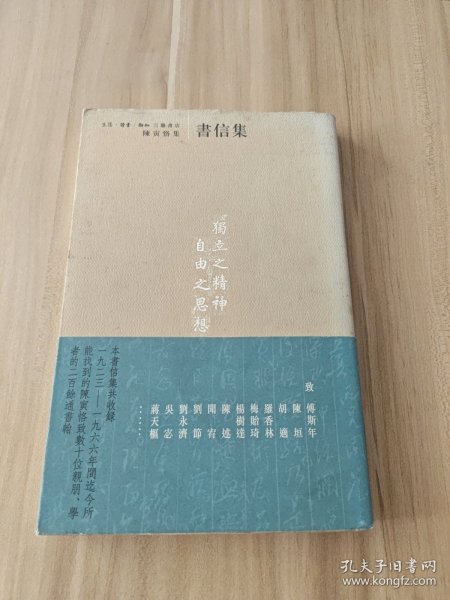 生活·讀書·新知三聯書店
陳寅恪集
書信集
獨立之精神
自由之思想
致
傅斯年
陳垣
胡適
羅香林
梅貽琦
楊樹達
陳述
聞宥
劉節
劉永濟
吳宓
蔣天樞
……
本書信集共收錄
一九二三—一九六六年間迄今所
能找到的陳寅恪致數十位親朋、學
者的二百餘通書翰
孔夫子旧书网
www.kongfz.com